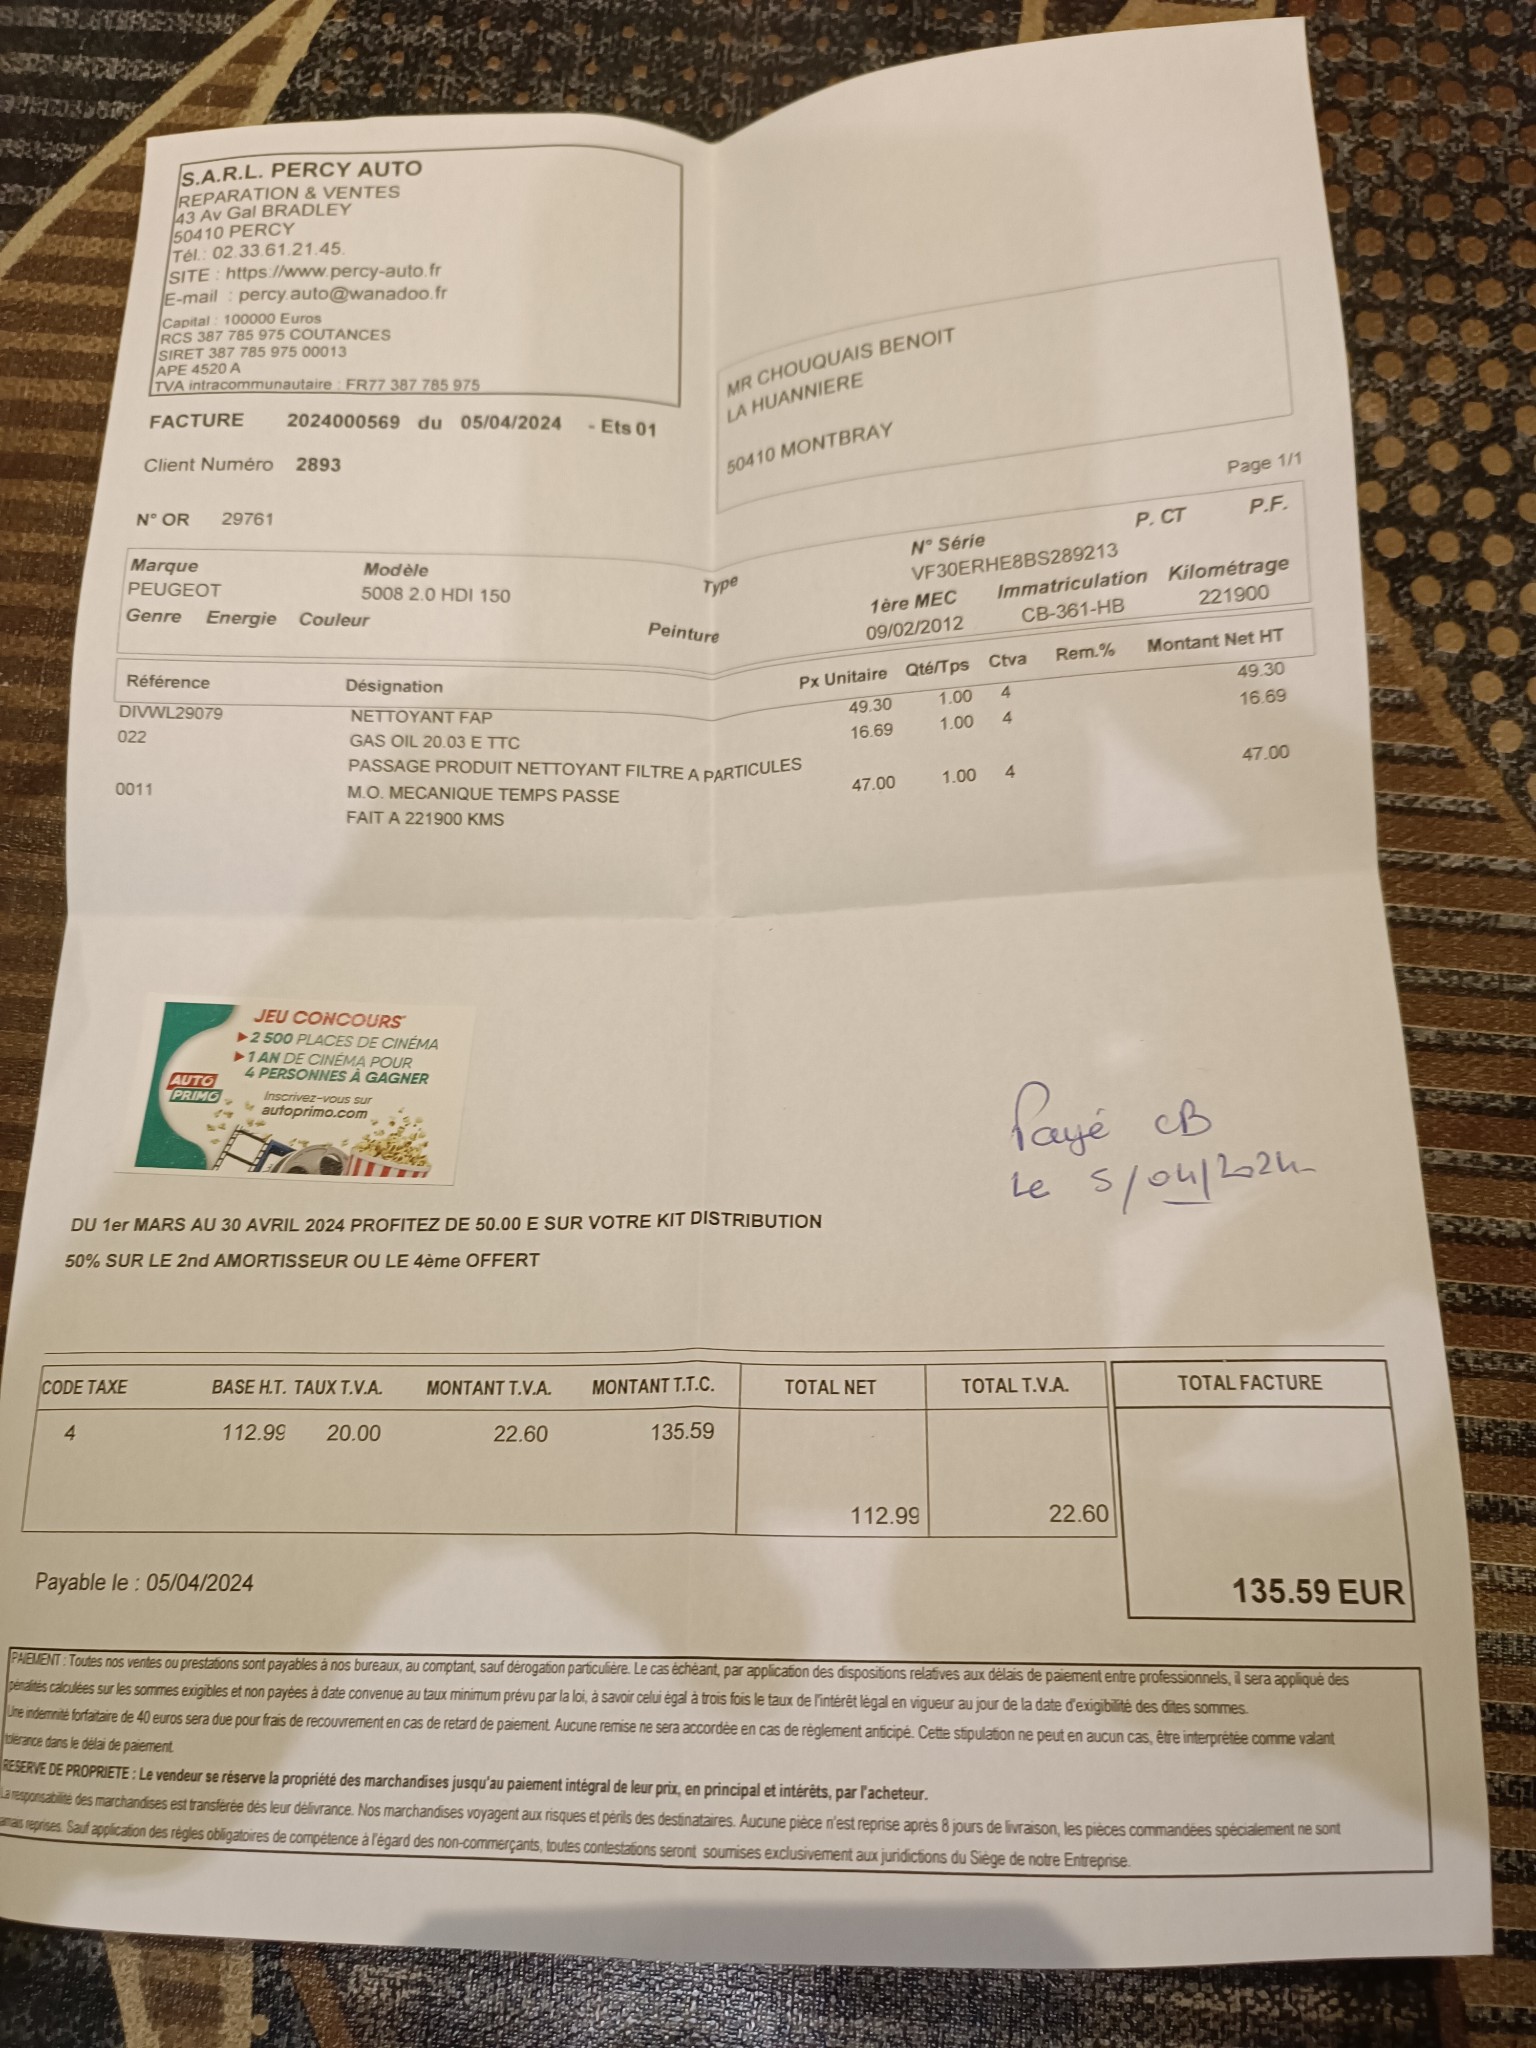 S.A.R.L. PERCY AUTO
REPARATION & VENTES
43 Av Gal BRADLEY
50410 PERCY
Tél.: 02.33.61.21.45.
SITE : https://www.percy-auto.fr
E-mail : percy.auto@wanadoo.fr
Capital : 100000 Euros
RCS 387 785 975 COUTANCES
SIRET 387 785 975 00013
APE 4520 A
TVA intracommunautaire : FR77 387 785 975
MR CHOUQUAIS BENOIT
LA HUANNIERE
50410 MONTBRAY
FACTURE 2024000569 du 05/04/2024 - Ets 01
Client Numéro 2893
Page 1/1
N° OR 29761
Marque Modèle Type N° Série P. CT P.F.
PEUGEOT 5008 2.0 HDI 150 VF30ERHE8BS289213
Genre Energie Couleur Peinture 1ère MEC Immatriculation Kilométrage
09/02/2012 CB-361-HB 221900
Référence Désignation Px Unitaire Qté/Tps Ctva Rem.% Montant Net HT
DIVWL29079 NETTOYANT FAP 49.30 1.00 4 49.30
022 GAS OIL 20.03 E TTC 16.69 1.00 4 16.69
PASSAGE PRODUIT NETTOYANT FILTRE A PARTICULES
0011 M.O. MECANIQUE TEMPS PASSE 47.00 1.00 4 47.00
FAIT A 221900 KMS
JEU CONCOURS*
2 500 PLACES DE CINÉMA
1 AN DE CINÉMA POUR
4 PERSONNES À GAGNER
AUTO
PRIMO
Inscrivez-vous sur
autoprimo.com
Payé CB
Le 5/04/2024
DU 1er MARS AU 30 AVRIL 2024 PROFITEZ DE 50.00 E SUR VOTRE KIT DISTRIBUTION
50% SUR LE 2nd AMORTISSEUR OU LE 4ème OFFERT
CODE TAXE BASE H.T. TAUX T.V.A. MONTANT T.V.A. MONTANT T.T.C. TOTAL NET TOTAL T.V.A. TOTAL FACTURE
4 112.99 20.00 22.60 135.59
112.99 22.60
135.59 EUR
Payable le : 05/04/2024
PAIEMENT : Toutes nos ventes ou prestations sont payables à nos bureaux, au comptant, sauf dérogation particulière. Le cas échéant, par application des dispositions relatives aux délais de paiement entre professionnels, il sera appliqué des
pénalités calculées sur les sommes exigibles et non payées à date convenue au taux minimum prévu par la loi, à savoir celui égal à trois fois le taux de l'intérêt légal en vigueur au jour de la date d'exigibilité des dites sommes.
Une indemnité forfaitaire de 40 euros sera due pour frais de recouvrement en cas de retard de paiement. Aucune remise ne sera accordée en cas de règlement anticipé. Cette stipulation ne peut en aucun cas, être interprétée comme valant
tolérance dans le délai de paiement.
RESERVE DE PROPRIETE : Le vendeur se réserve la propriété des marchandises jusqu'au paiement intégral de leur prix, en principal et intérêts, par l'acheteur.
La responsabilité des marchandises est transférée dès leur délivrance. Nos marchandises voyagent aux risques et périls des destinataires. Aucune pièce n'est reprise après 8 jours de livraison, les pièces commandées spécialement ne sont
jamais reprises. Sauf application des règles obligatoires de compétence à l'égard des non-commerçants, toutes contestations seront soumises exclusivement aux juridictions du Siège de notre Entreprise.